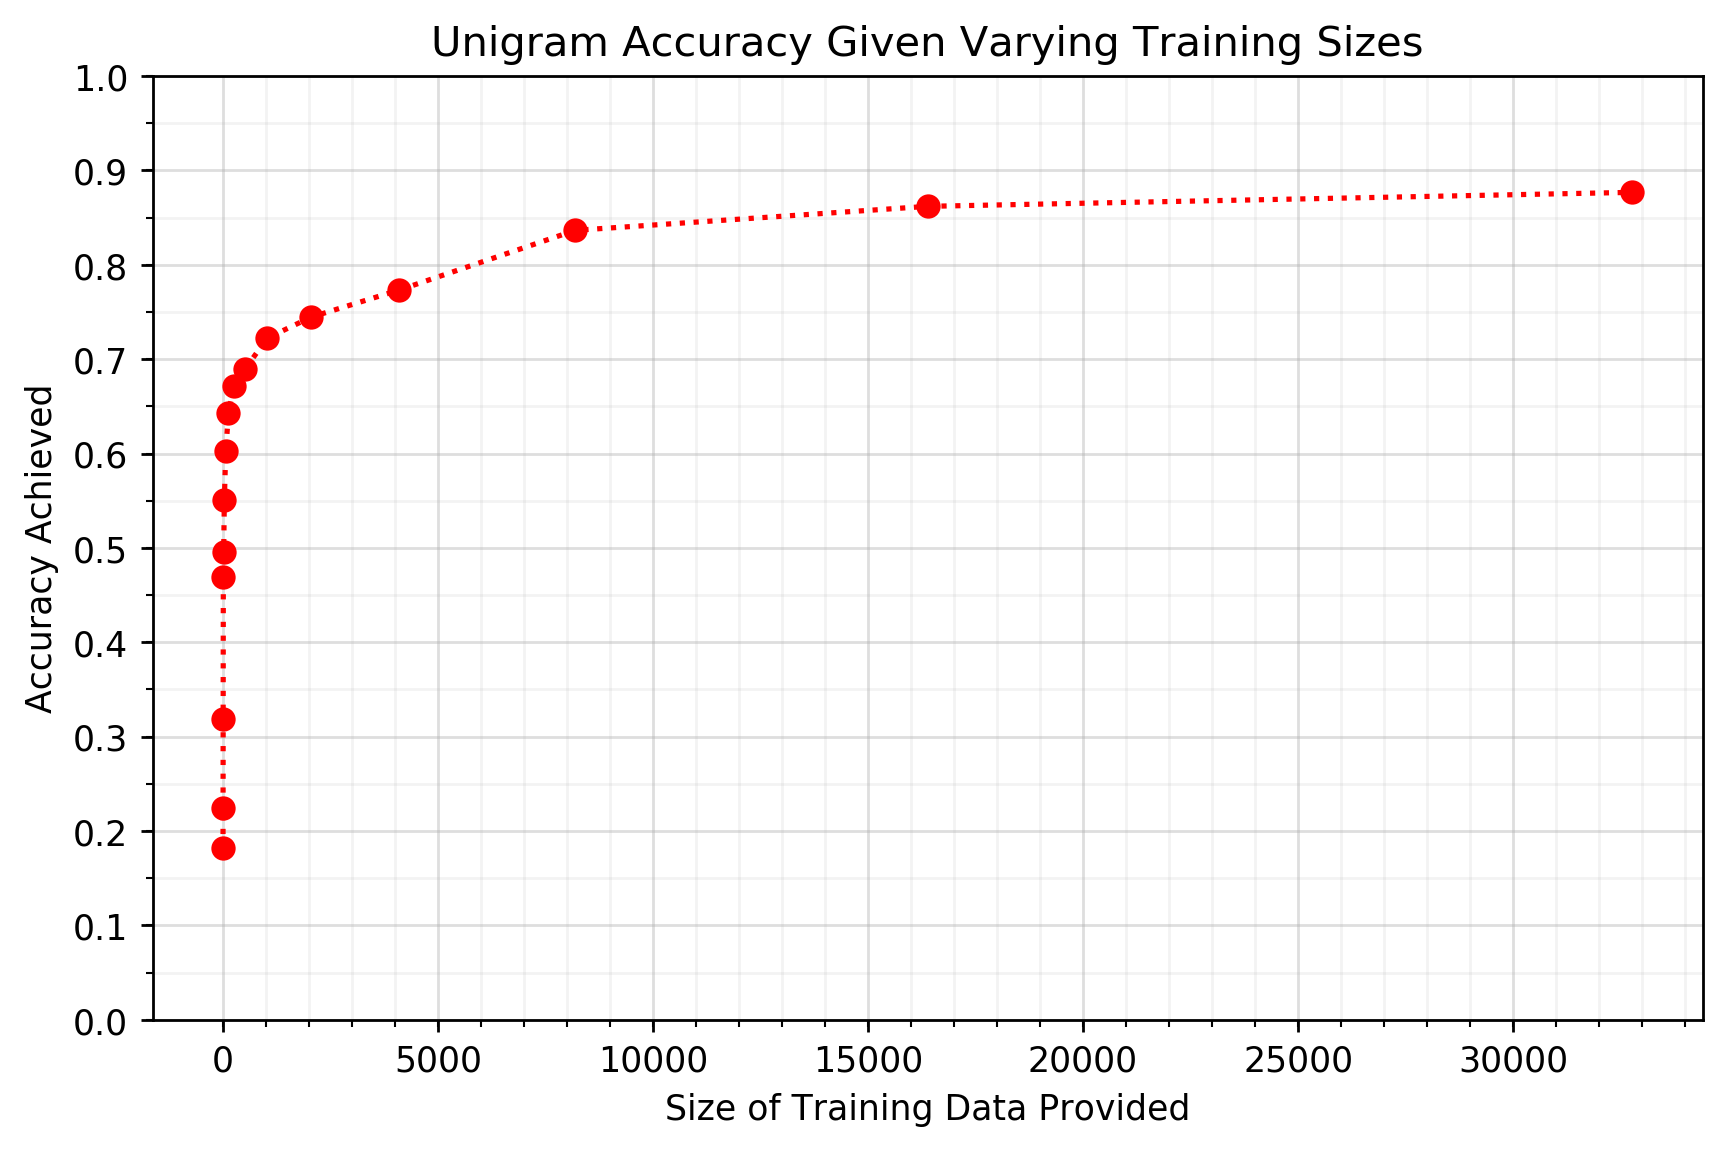 Unigram Accuracy Given Varying Training Sizes
1.0
0.9
0.8
0.7
0.6
0.5
0.4
0.3
0.2
0.1
0.0
Accuracy Achieved
0 5000 10000 15000 20000 25000 30000
Size of Training Data Provided